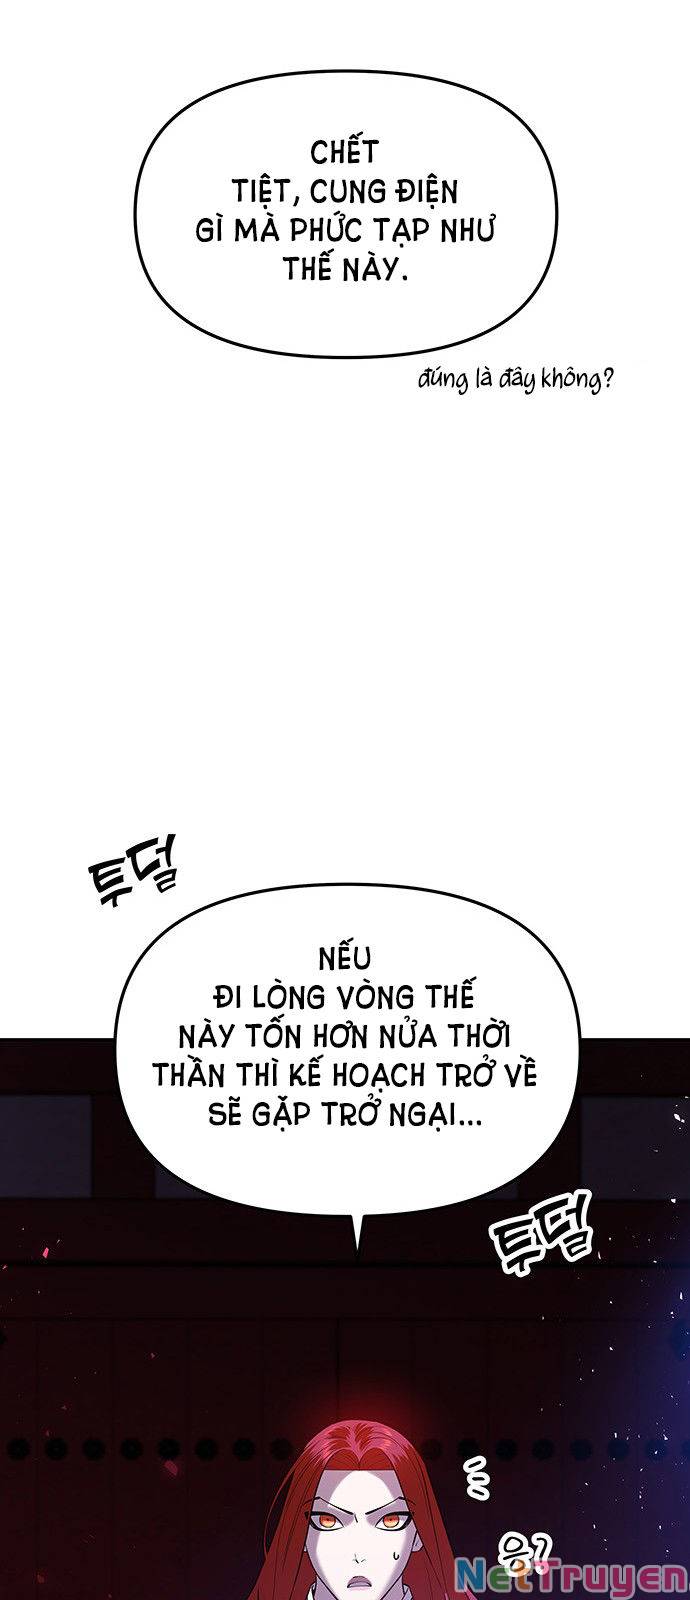 CHẾT
TIỆT, CUNG ĐIỆN
GÌ MÀ PHỨC TẠP NHƯ
THẾ NÀY.
đúng là đây không?
투덜
NẾU
ĐI LÒNG VÒNG THẾ
NÀY TỐN HƠN NỬA THỜI
THẦN THÌ KẾ HOẠCH TRỞ VỀ
SẼ GẶP TRỞ NGẠI...
투덜
응?
NetTruyen